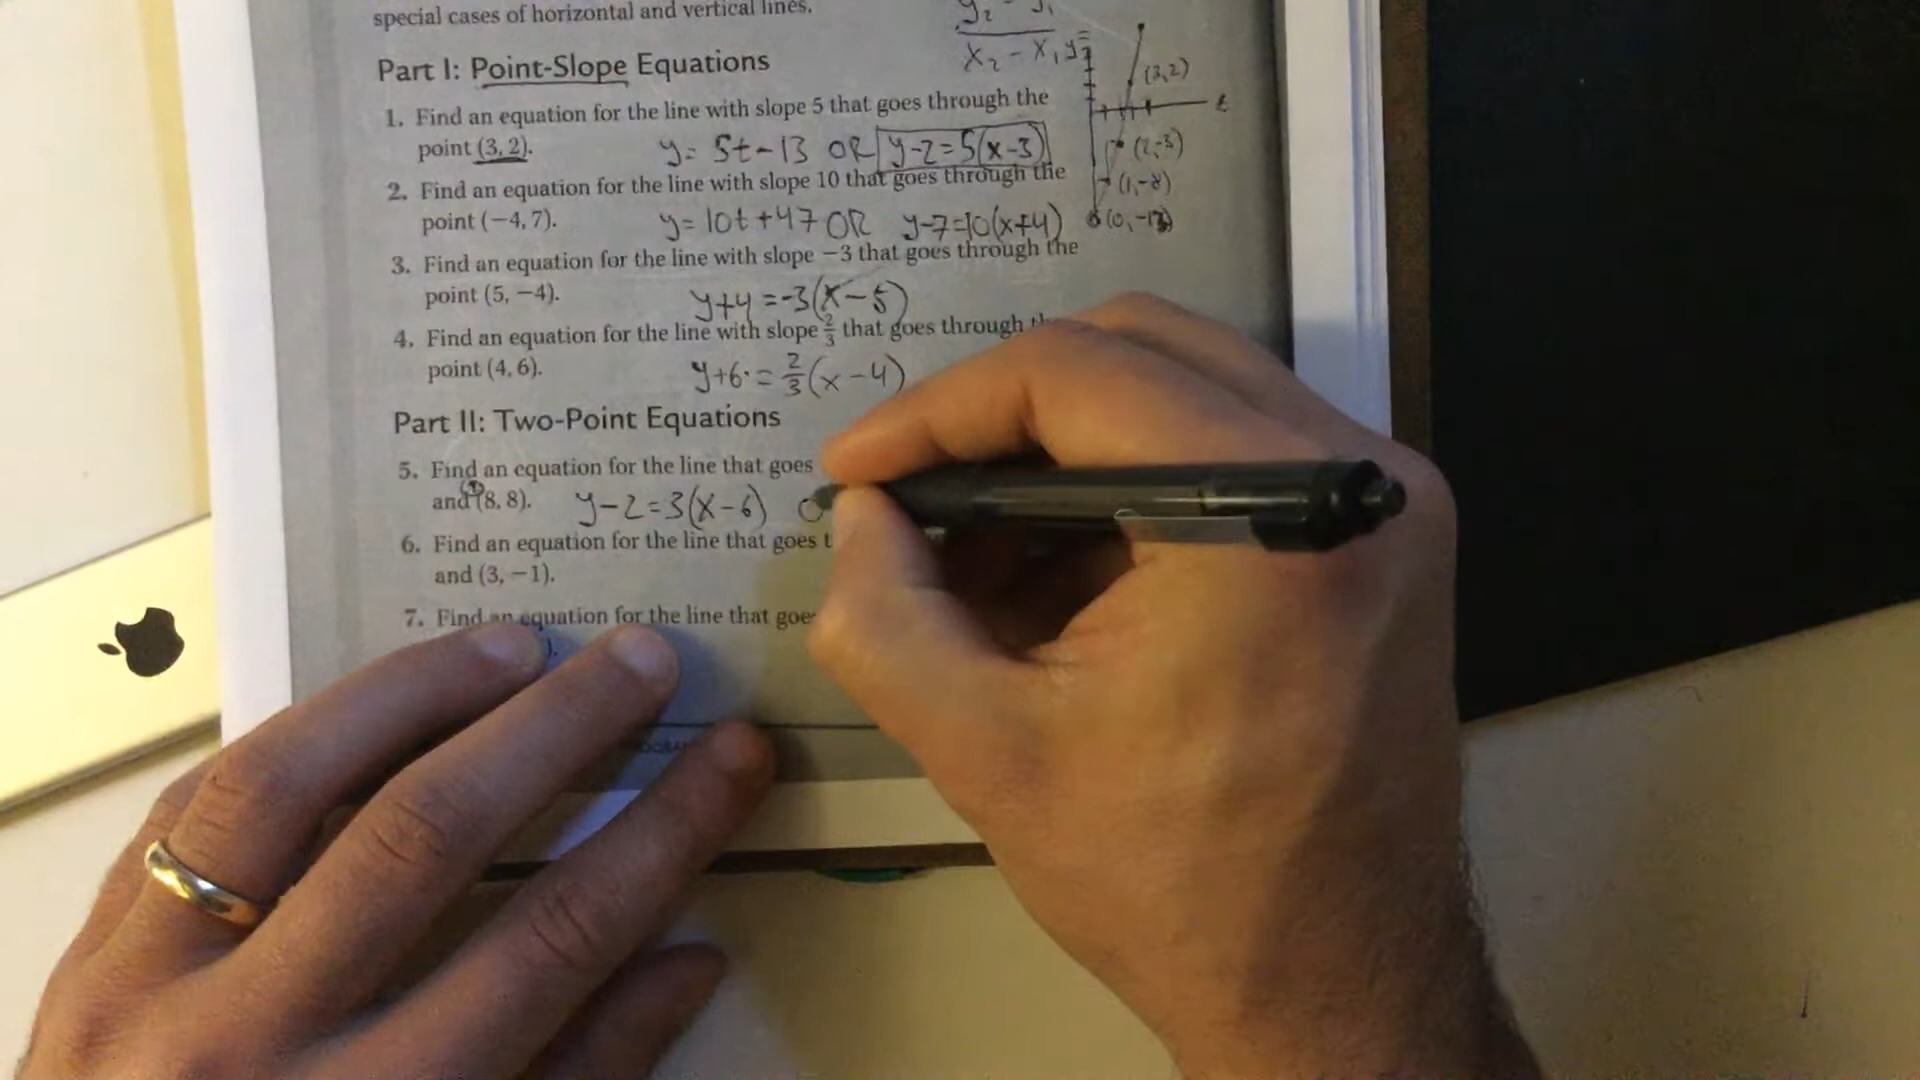 special cases of horizontal and vertical lines.
y₂ - y₁
x₂ - x₁
Part I: Point-Slope Equations
1. Find an equation for the line with slope 5 that goes through the
point (3, 2).
y = 5t - 13 OR y-2=5(x-3)
2. Find an equation for the line with slope 10 that goes through the
point (−4, 7).
y = 10t + 47 OR y-7=10(x+4)
3. Find an equation for the line with slope −3 that goes through the
point (5, −4).
y+4 = -3(x-5)
4. Find an equation for the line with slope 2/3 that goes through
point (4, 6).
y+6 = 2/3(x-4)
Part II: Two-Point Equations
5. Find an equation for the line that goes
and (8, 8).
y-2=3(x-6)
6. Find an equation for the line that goes
and (3, −1).
7. Find an equation for the line that goes
y
(3,2)
t
(2,-3)
(1,-8)
(0,-13)